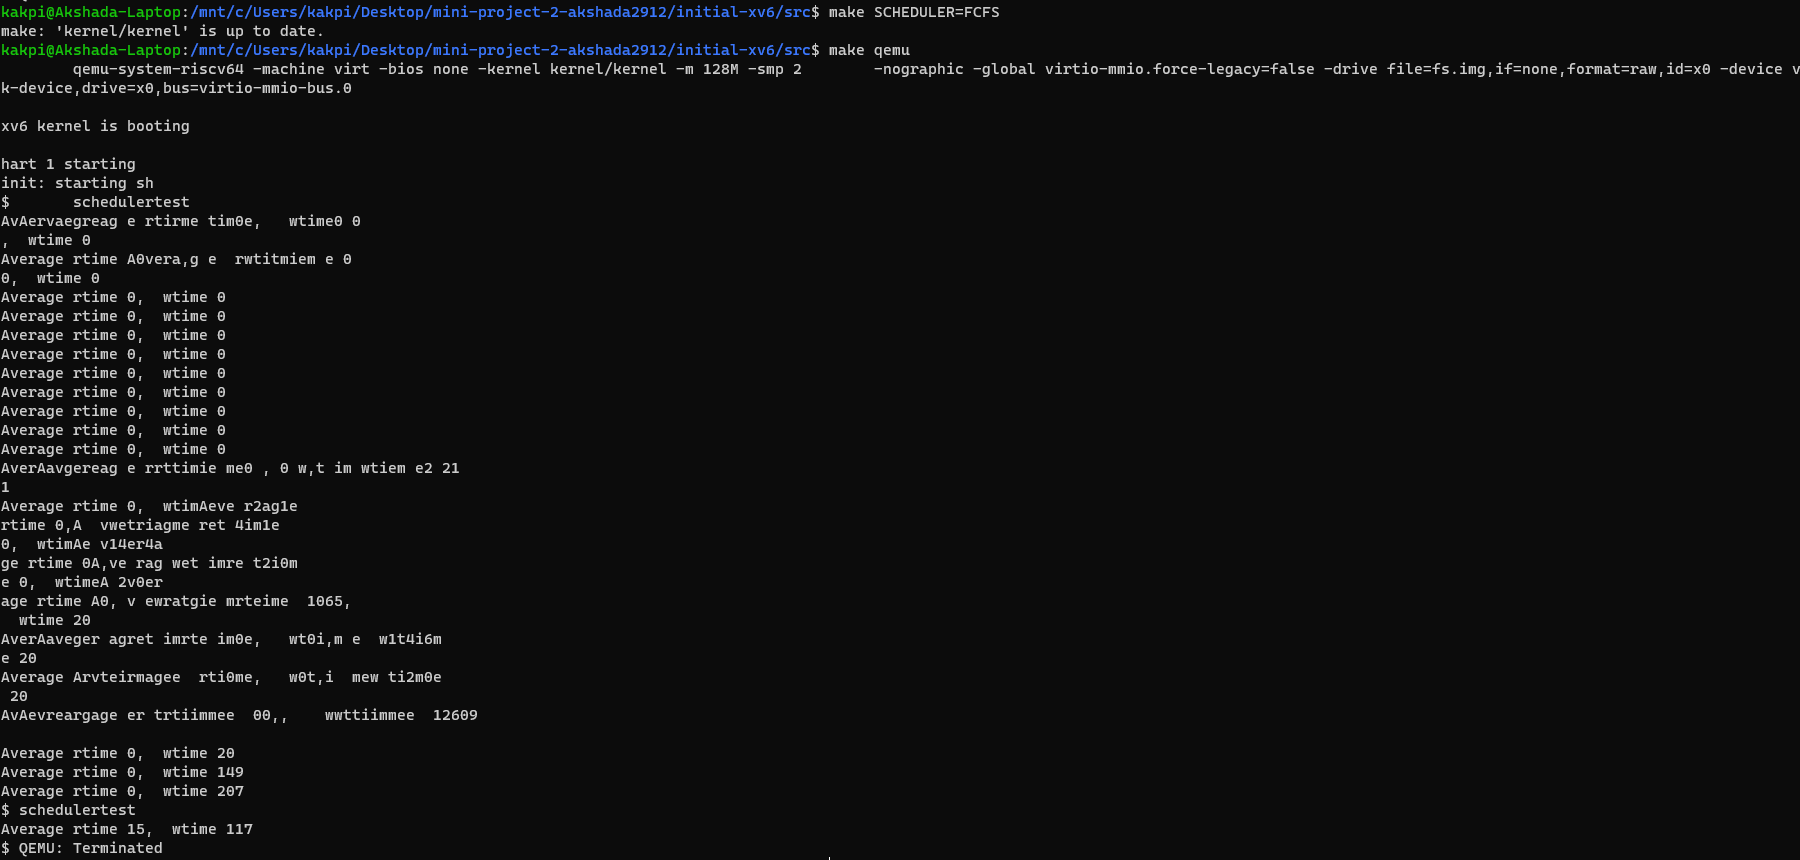 kakpi@Akshada-Laptop:/mnt/c/Users/kakpi/Desktop/mini-project-2-akshada2912/initial-xv6/src$ make SCHEDULER=FCFS
make: 'kernel/kernel' is up to date.
kakpi@Akshada-Laptop:/mnt/c/Users/kakpi/Desktop/mini-project-2-akshada2912/initial-xv6/src$ make qemu
        qemu-system-riscv64 -machine virt -bios none -kernel kernel/kernel -m 128M -smp 2        -nographic -global virtio-mmio.force-legacy=false -drive file=fs.img,if=none,format=raw,id=x0 -device v
k-device,drive=x0,bus=virtio-mmio-bus.0

xv6 kernel is booting

hart 1 starting
init: starting sh
$       schedulertest
AvAervaegreag e rtirme tim0e,   wtime0 0
,  wtime 0
Average rtime A0vera,g e  rwtitmiem e 0
0,  wtime 0
Average rtime 0,  wtime 0
Average rtime 0,  wtime 0
Average rtime 0,  wtime 0
Average rtime 0,  wtime 0
Average rtime 0,  wtime 0
Average rtime 0,  wtime 0
Average rtime 0,  wtime 0
Average rtime 0,  wtime 0
Average rtime 0,  wtime 0
AverAavgereag e rrttimie me0 , 0 w,t im wtiem e2 21
1
Average rtime 0,  wtimAeve r2ag1e
rtime 0,A  vwetriagme ret 4im1e
0,  wtimAe v14er4a
ge rtime 0A,ve rag wet imre t2i0m
e 0,  wtimeA 2v0er
age rtime A0, v ewratgie mrteime  1065,
  wtime 20
AverAaveger agret imrte im0e,   wt0i,m e  w1t4i6m
e 20
Average Arvteirmagee  rti0me,   w0t,i  mew ti2m0e
 20
AvAevreargage er trtiimmee  00,,    wwttiimmee  12609

Average rtime 0,  wtime 20
Average rtime 0,  wtime 149
Average rtime 0,  wtime 207
$ schedulertest
Average rtime 15,  wtime 117
$ QEMU: Terminated